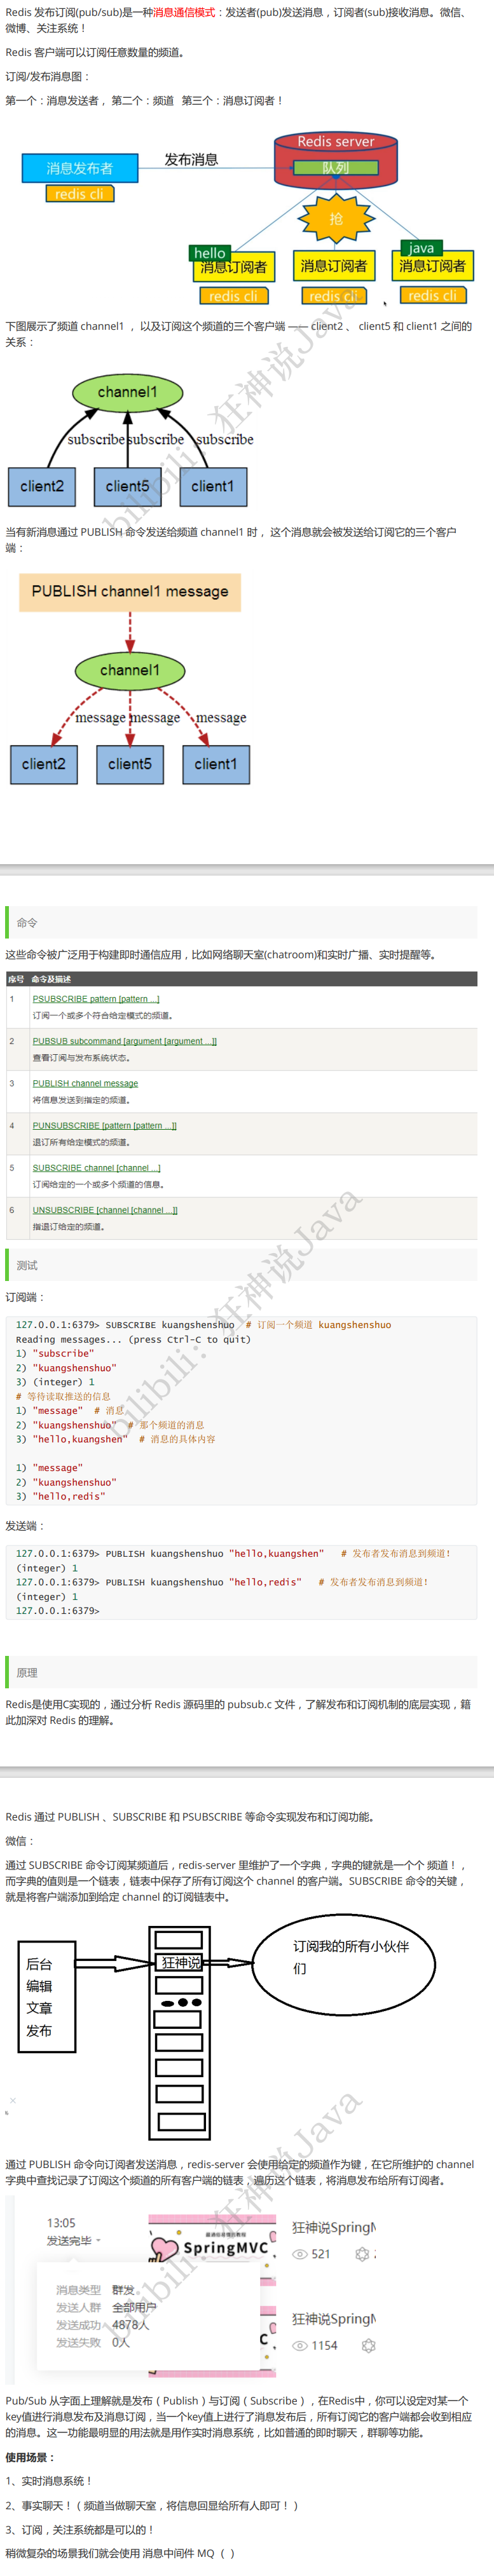 Redis 发布订阅(pub/sub)是一种消息通信模式：发送者(pub)发送消息，订阅者(sub)接收消息。微信、
微博、关注系统！
Redis 客户端可以订阅任意数量的频道。
订阅/发布消息图：
第一个：消息发送者， 第二个：频道 第三个：消息订阅者！
Redis server
消息发布者
发布消息
队列
redis cli
抢
hello
java
消息订阅者
消息订阅者
消息订阅者
redis cli
redis cli
redis cli
下图展示了频道 channel1 ， 以及订阅这个频道的三个客户端 —— client2 、 client5 和 client1 之间的
关系：
channel1
subscribe
subscribe
subscribe
client2
client5
client1
bilibili：狂神说Java
当有新消息通过 PUBLISH 命令发送给频道 channel1 时， 这个消息就会被发送给订阅它的三个客户
端：
PUBLISH channel1 message
channel1
message
message
message
client2
client5
client1
命令
这些命令被广泛用于构建即时通信应用，比如网络聊天室(chatroom)和实时广播、实时提醒等。
序号 命令及描述
1 PSUBSCRIBE pattern [pattern ...]
订阅一个或多个符合给定模式的频道。
2 PUBSUB subcommand [argument [argument ...]]
查看订阅与发布系统状态。
3 PUBLISH channel message
将信息发送到指定的频道。
4 PUNSUBSCRIBE [pattern [pattern ...]]
退订所有给定模式的频道。
5 SUBSCRIBE channel [channel ...]
订阅给定的一个或多个频道的信息。
6 UNSUBSCRIBE [channel [channel ...]]
指退订给定的频道。
测试
订阅端：
127.0.0.1:6379> SUBSCRIBE kuangshenshuo # 订阅一个频道 kuangshenshuo
Reading messages... (press Ctrl-C to quit)
1) "subscribe"
2) "kuangshenshuo"
3) (integer) 1
# 等待读取推送的信息
1) "message" # 消息
2) "kuangshenshuo" # 那个频道的消息
3) "hello,kuangshen" # 消息的具体内容
1) "message"
2) "kuangshenshuo"
3) "hello,redis"
bilibili：狂神说Java
发送端：
127.0.0.1:6379> PUBLISH kuangshenshuo "hello,kuangshen" # 发布者发布消息到频道！
(integer) 1
127.0.0.1:6379> PUBLISH kuangshenshuo "hello,redis" # 发布者发布消息到频道！
(integer) 1
127.0.0.1:6379>
原理
Redis是使用C实现的，通过分析 Redis 源码里的 pubsub.c 文件，了解发布和订阅机制的底层实现，籍
此加深对 Redis 的理解。
Redis 通过 PUBLISH 、SUBSCRIBE 和 PSUBSCRIBE 等命令实现发布和订阅功能。
微信：
通过 SUBSCRIBE 命令订阅某频道后，redis-server 里维护了一个字典，字典的键就是一个个 频道！，
而字典的值则是一个链表，链表中保存了所有订阅这个 channel 的客户端。SUBSCRIBE 命令的关键，
就是将客户端添加到给定 channel 的订阅链表中。
后台
编辑
文章
发布
狂神说
订阅我的所有小伙伴
们
通过 PUBLISH 命令向订阅者发送消息，redis-server 会使用给定的频道作为键，在它所维护的 channel
字典中查找记录了订阅这个频道的所有客户端的链表，遍历这个链表，将消息发布给所有订阅者。
bilibili：狂神说Java
13:05
发送完毕
消息类型 群发
发送人群 全部用户
发送成功 4878人
发送失败 0人
SpringMVC
狂神说SpringM
521
狂神说SpringM
1154
Pub/Sub 从字面上理解就是发布（Publish）与订阅（Subscribe），在Redis中，你可以设定对某一个
key值进行消息发布及消息订阅，当一个key值上进行了消息发布后，所有订阅它的客户端都会收到相应
的消息。这一功能最明显的用法就是用作实时消息系统，比如普通的即时聊天，群聊等功能。
使用场景：
1、实时消息系统！
2、事实聊天！（频道当做聊天室，将信息回显给所有人即可！）
3、订阅，关注系统都是可以的！
稍微复杂的场景我们就会使用 消息中间件 MQ （）